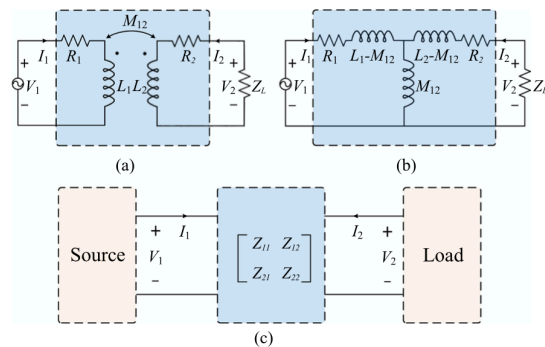 M12
I1 R1 R2 I2
+ V1 − L1 L2 + V2 − ZL
(a)
I1 R1 L1-M12 L2-M12 R2 I2
+ V1 − M12 + V2 −
(b)
Source + V1 − I1 Z11 Z12 Z21 Z22 I2 + V2 − Load
(c)